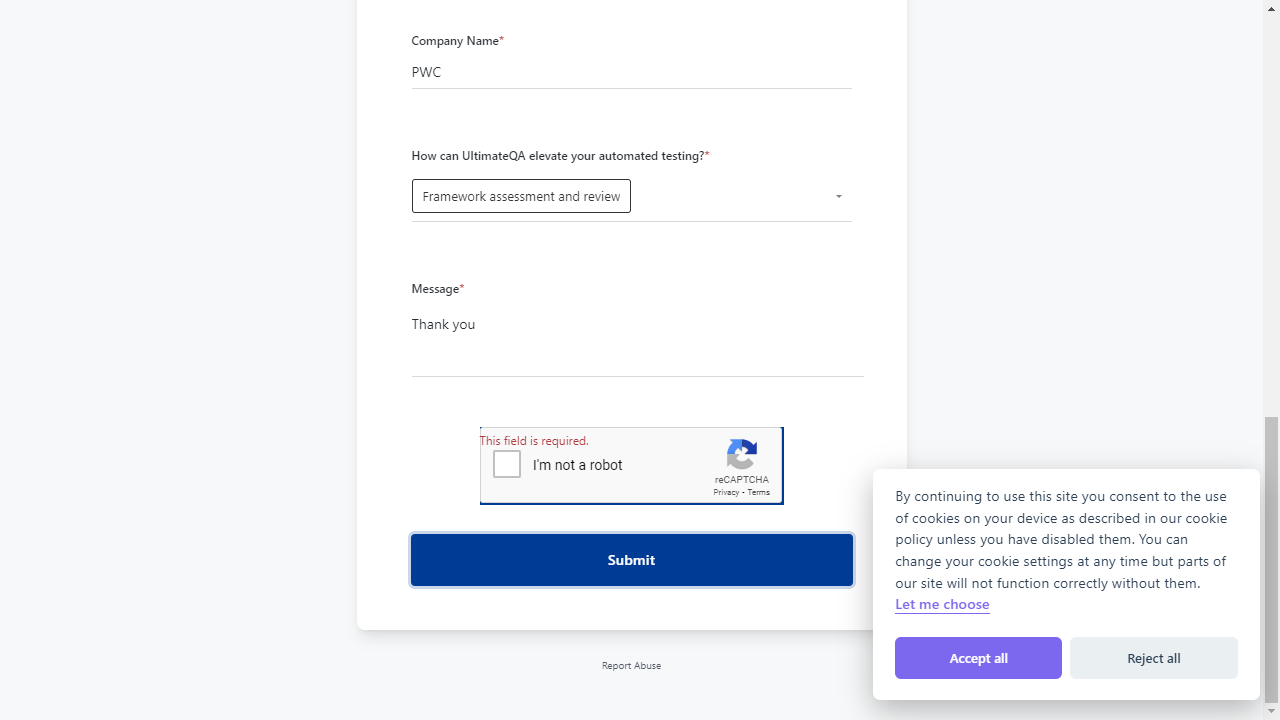 Company Name*
PWC
How can UltimateQA elevate your automated testing?*
Framework assessment and review
Message*
Thank you
This field is required.
I'm not a robot
reCAPTCHA
Privacy - Terms
Submit
Report Abuse
By continuing to use this site you consent to the use
of cookies on your device as described in our cookie
policy unless you have disabled them. You can
change your cookie settings at any time but parts of
our site will not function correctly without them.
Let me choose
Accept all
Reject all